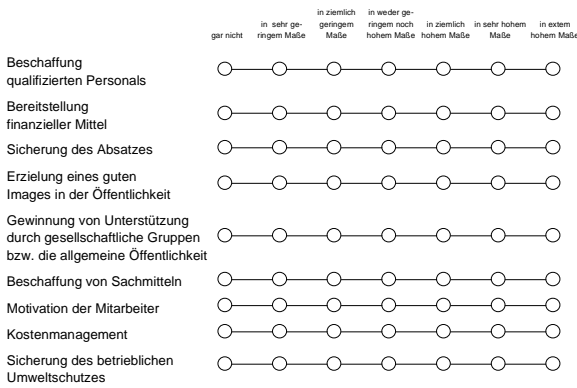 gar nicht
in sehr ge-
ringem Maße
in ziemlich
geringem
Maße
in weder ge-
ringem noch
hohem Maße
in ziemlich
hohem Maße
in sehr hohem
Maße
in extem
hohem Maße
Beschaffung
qualifizierten Personals
Bereitstellung
finanzieller Mittel
Sicherung des Absatzes
Erzielung eines guten
Images in der Öffentlichkeit
Gewinnung von Unterstützung
durch gesellschaftliche Gruppen
bzw. die allgemeine Öffentlichkeit
Beschaffung von Sachmitteln
Motivation der Mitarbeiter
Kostenmanagement
Sicherung des betrieblichen
Umweltschutzes